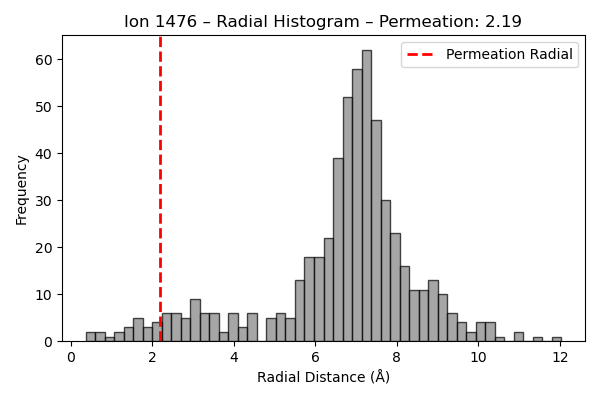 Ion 1476 – Radial Histogram – Permeation: 2.19
Permeation Radial
Frequency
60
50
40
30
20
10
0
0 2 4 6 8 10 12
Radial Distance (Å)